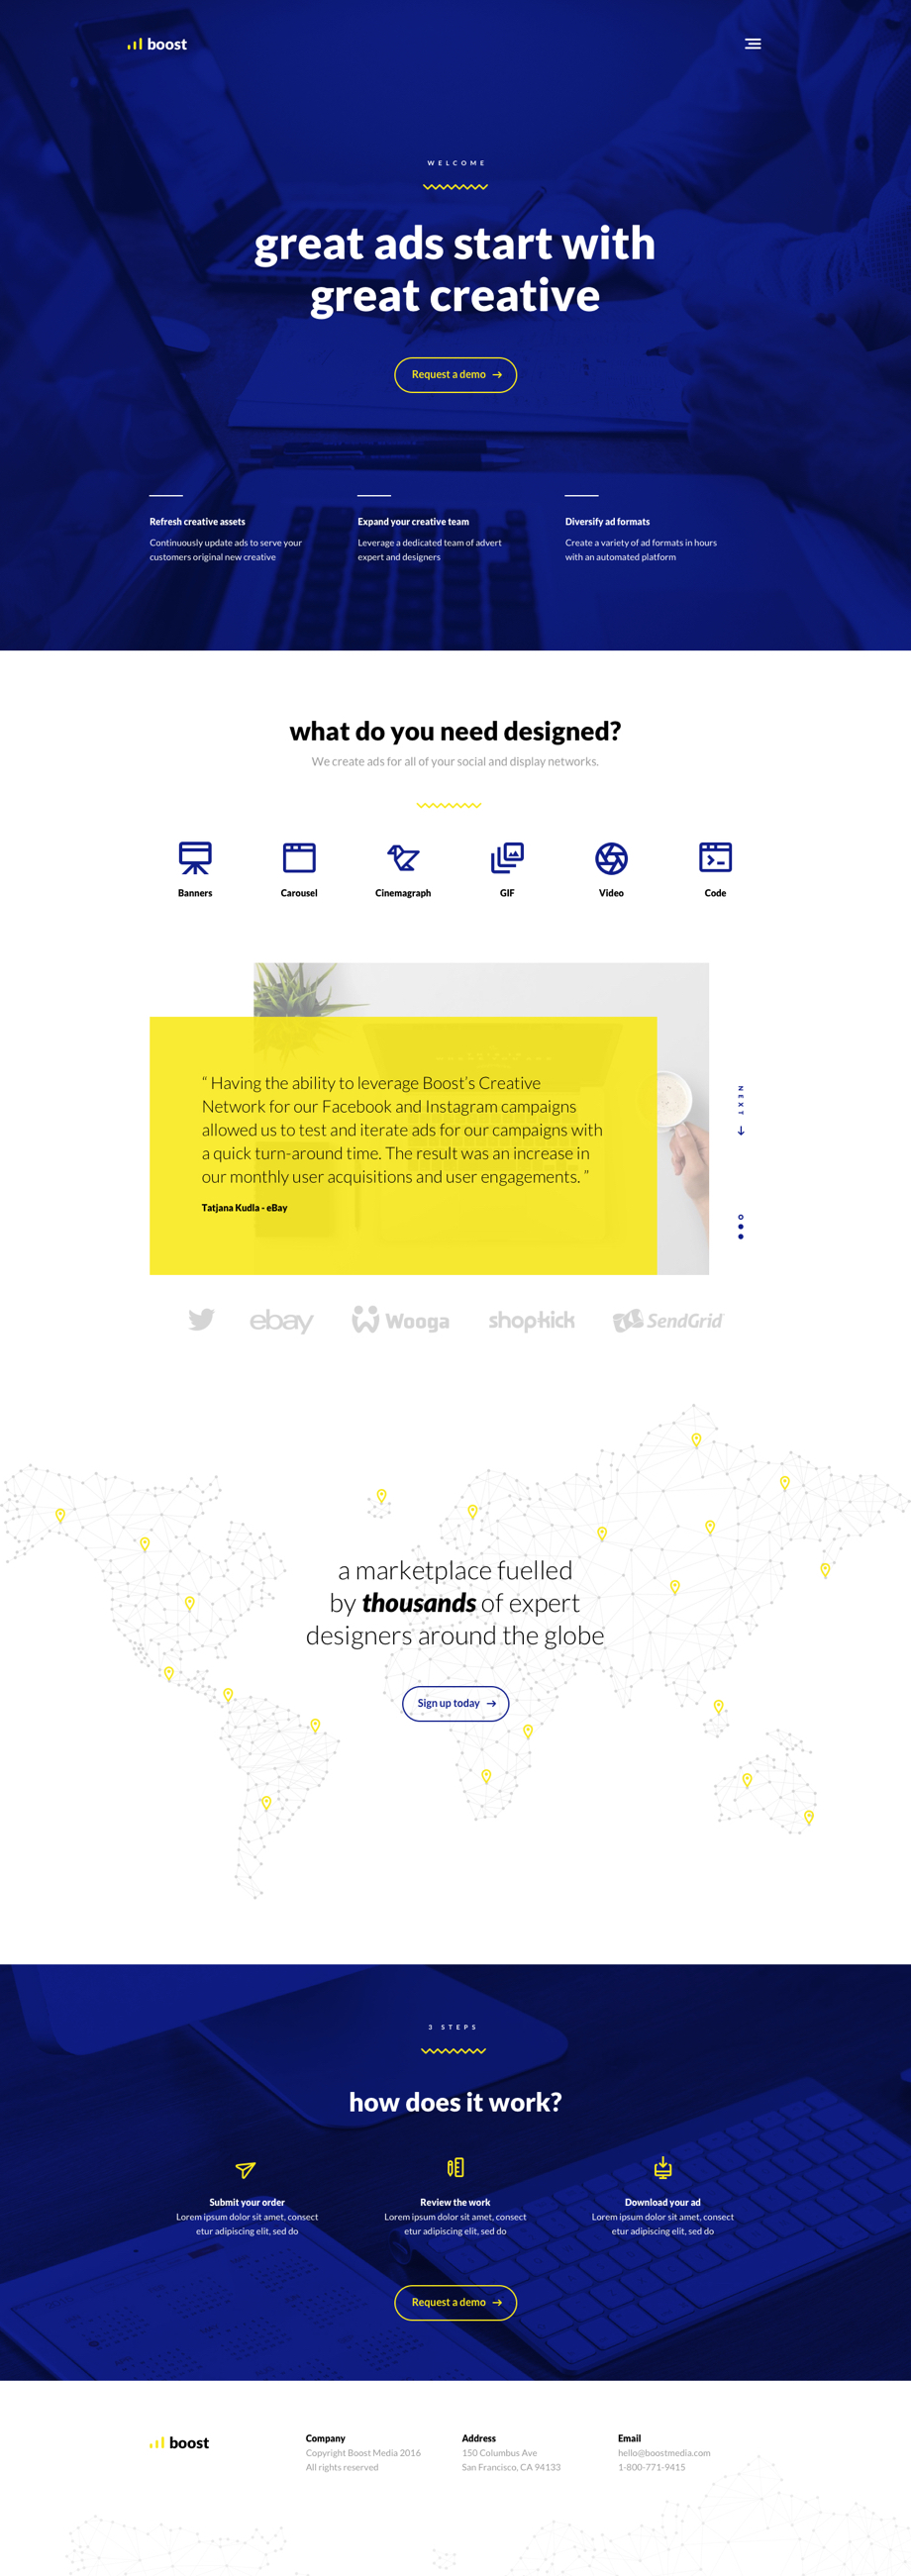 boost
WELCOME
great ads start with
great creative
Request a demo →
Refresh creative assets
Continuously update ads to serve your
customers original new creative
Expand your creative team
Leverage a dedicated team of advert
expert and designers
Diversify ad formats
Create a variety of ad formats in hours
with an automated platform
what do you need designed?
We create ads for all of your social and display networks.
Banners
Carousel
Cinemagraph
GIF
Video
Code
“ Having the ability to leverage Boost’s Creative
Network for our Facebook and Instagram campaigns
allowed us to test and iterate ads for our campaigns with
a quick turn-around time. The result was an increase in
our monthly user acquisitions and user engagements. ”
Tatjana Kudla - eBay
NEXT
ebay
Wooga
shopkick
SendGrid
a marketplace fuelled
by thousands of expert
designers around the globe
Sign up today →
3 STEPS
how does it work?
Submit your order
Lorem ipsum dolor sit amet, consect
etur adipiscing elit, sed do
Review the work
Lorem ipsum dolor sit amet, consect
etur adipiscing elit, sed do
Download your ad
Lorem ipsum dolor sit amet, consect
etur adipiscing elit, sed do
Request a demo →
boost
Company
Copyright Boost Media 2016
All rights reserved
Address
150 Columbus Ave
San Francisco, CA 94133
Email
hello@boostmedia.com
1-800-771-9415